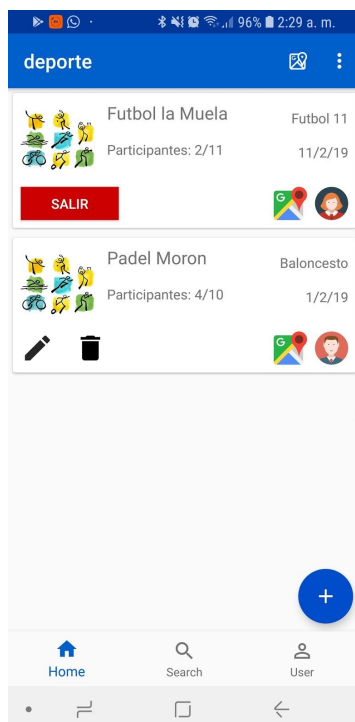 96% 2:29 a. m.
deporte
Futbol la Muela
Futbol 11
Participantes: 2/11
11/2/19
SALIR
G
Padel Moron
Baloncesto
Participantes: 4/10
1/2/19
G
+
Home
Search
User